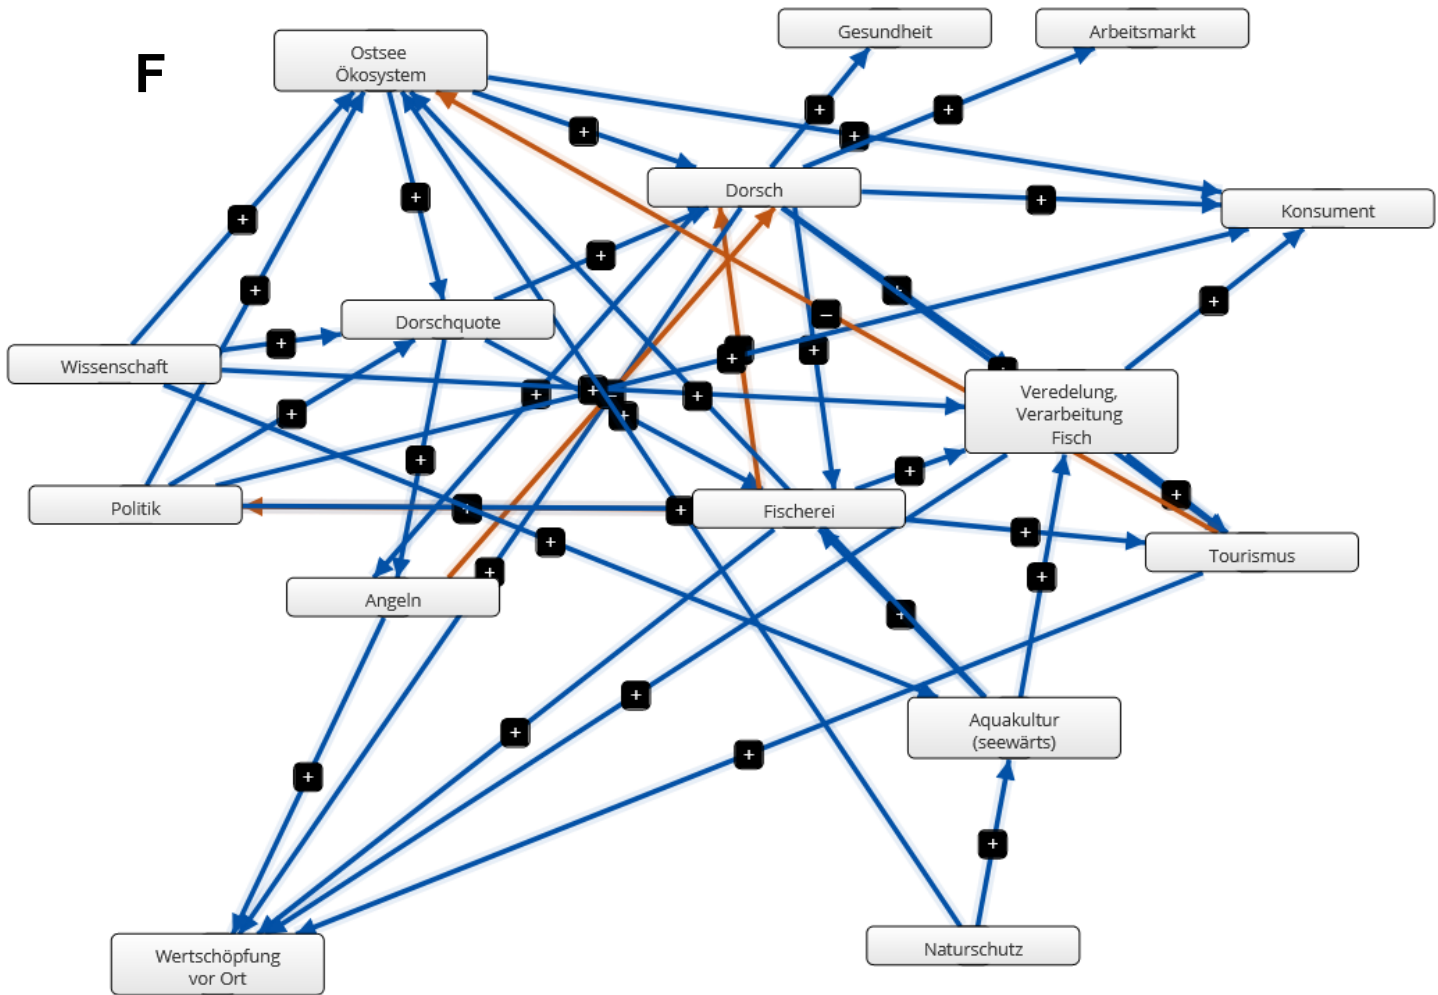 F
Ostsee
Ökosystem
Gesundheit
Arbeitsmarkt
Dorsch
Konsument
Dorschquote
Wissenschaft
Veredelung,
Verarbeitung
Fisch
Politik
Fischerei
Tourismus
Angeln
Aquakultur
(seewärts)
Naturschutz
Wertschöpfung
vor Ort